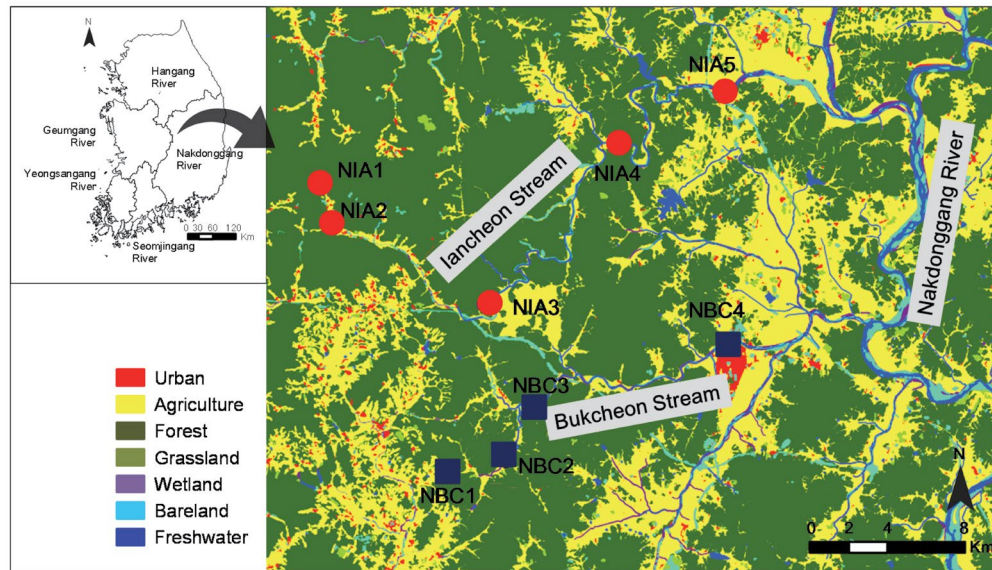 N
Hangang
River
Geumgang
River
Nakdonggang
River
Yeongsangang
River
Seomjingang
River
0 30 60 120
Km
Urban
Agriculture
Forest
Grassland
Wetland
Bareland
Freshwater
NIA1
NIA2
NIA3
NIA4
NIA5
Iancheon Stream
NBC4
NBC3
NBC2
NBC1
Bukcheon Stream
Nakdonggang River
N
0 2 4 8
Km